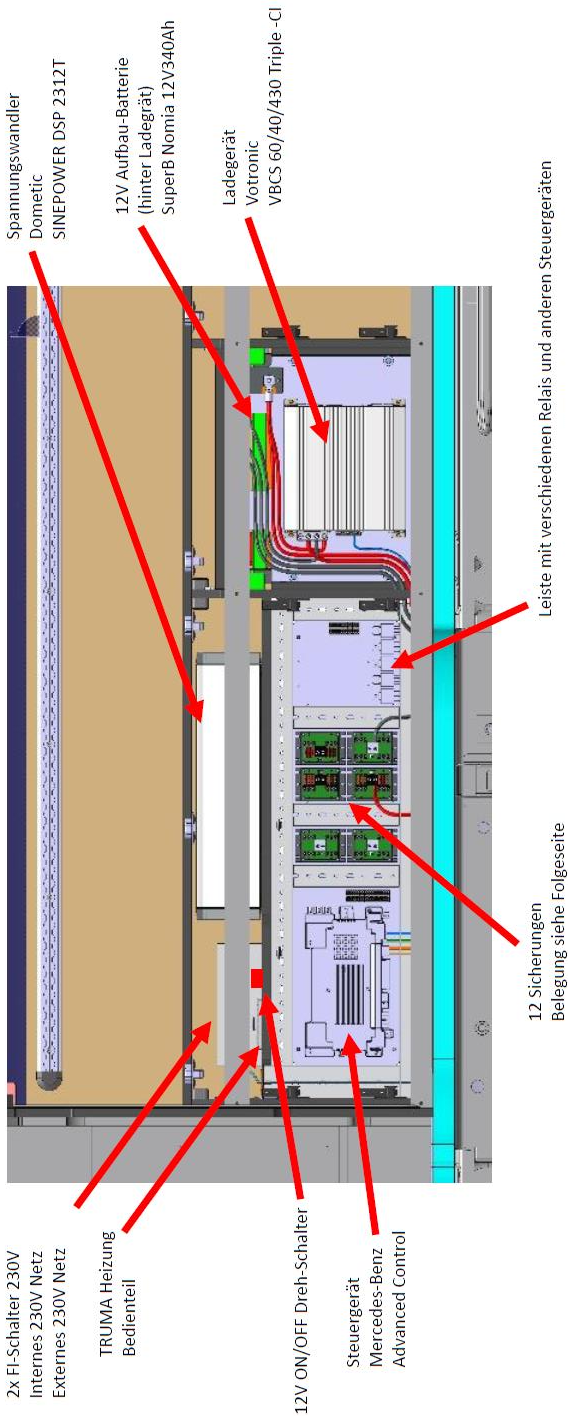 2x FI-Schalter 230V
Internes 230V Netz
Externes 230V Netz
TRUMA Heizung
Bedienteil
12V ON/OFF Dreh-Schalter
Steuergerät
Mercedes-Benz
Advanced Control
Spannungswandler
Dometic
SINEPOWER DSP 2312T
12V Aufbau-Batterie
(hinter Ladegrät)
SuperB Nomia 12V340Ah
Ladegerät
Votronic
VBCS 60/40/430 Triple -CI
12 Sicherungen
Belegung siehe Folgeseite
Leiste mit verschiedenen Relais und anderen Steuergeräten